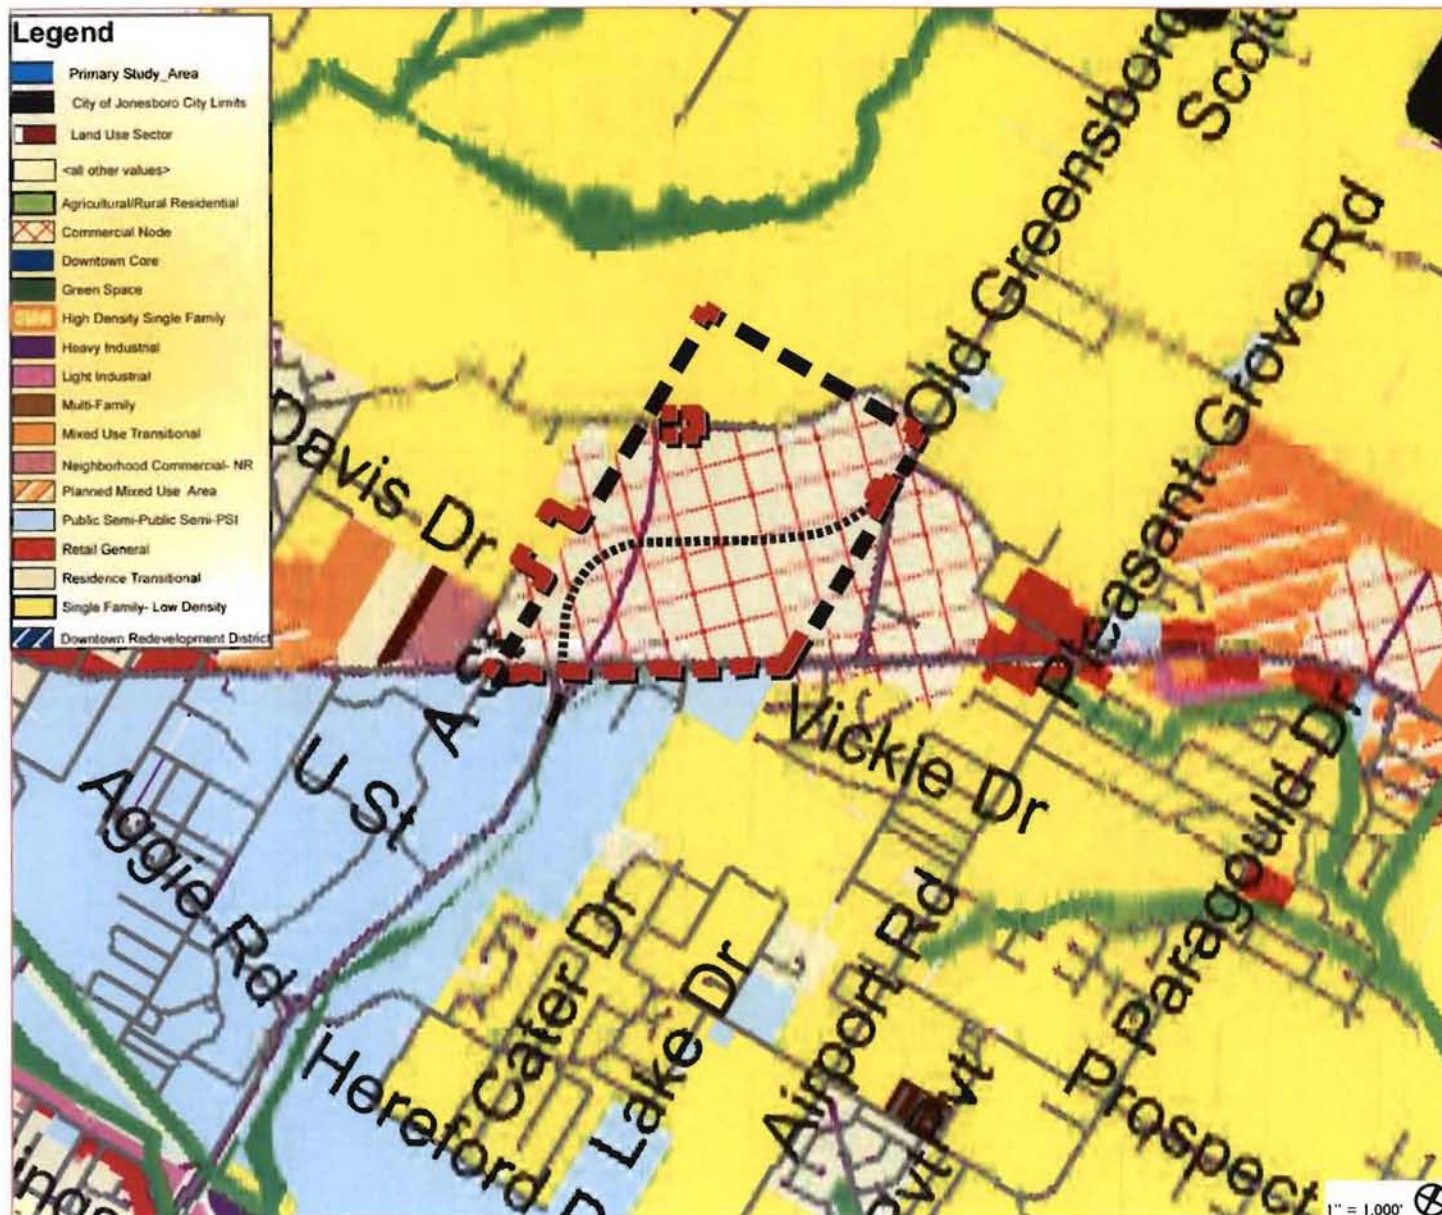 Legend
Primary Study_Area
City of Jonesboro City Limits
Land Use Sector
<all other values>
Agricultural/Rural Residential
Commercial Node
Downtown Core
Green Space
High Density Single Family
Heavy Industrial
Light Industrial
Multi-Family
Mixed Use Transitional
Neighborhood Commercial- NR
Planned Mixed Use Area
Public Semi-Public Semi-PSI
Retail General
Residence Transitional
Single Family- Low Density
Downtown Redevelopment District
Old Greensboro
Pleasant Grove Rd
Davis Dr
A St
U St
Vickie Dr
Aggie Rd
Paragould Dr
Cater Dr
Lake Dr
Airport Rd
Hereford D
Pvt
Prospect
1" = 1,000'